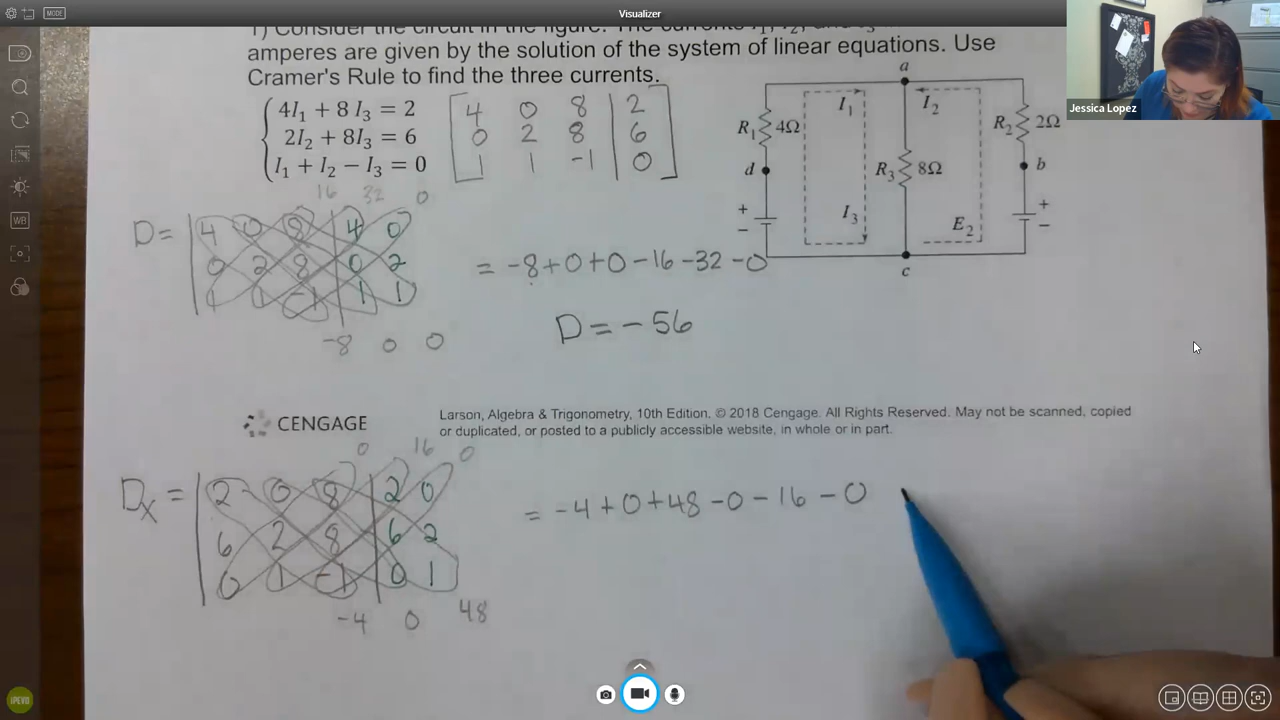 Visualizer
MODE
amperes are given by the solution of the system of linear equations. Use
Cramer's Rule to find the three currents.
4I₁ + 8 I₃ = 2
2I₂ + 8I₃ = 6
I₁ + I₂ − I₃ = 0
4 0 8 2
0 2 8 6
1 1 -1 0
a
I₁
I₂
R₁ 4Ω
R₂ 2Ω
d
R₃ 8Ω
b
+
−
I₃
E₂
+
−
c
Jessica Lopez
16 32 0
D = 4 0 8 4 0
0 2 8 0 2
1 1 -1 1 1
-8 0 0
= -8+0+0-16-32-0
D = -56
CENGAGE
Larson, Algebra & Trigonometry, 10th Edition. © 2018 Cengage. All Rights Reserved. May not be scanned, copied
or duplicated, or posted to a publicly accessible website, in whole or in part.
0 16 0
Dx = 2 0 8 2 0
6 2 8 6 2
0 1 -1 0 1
-4 0 48
= -4+0+48-0-16-0
WB
iPEVO